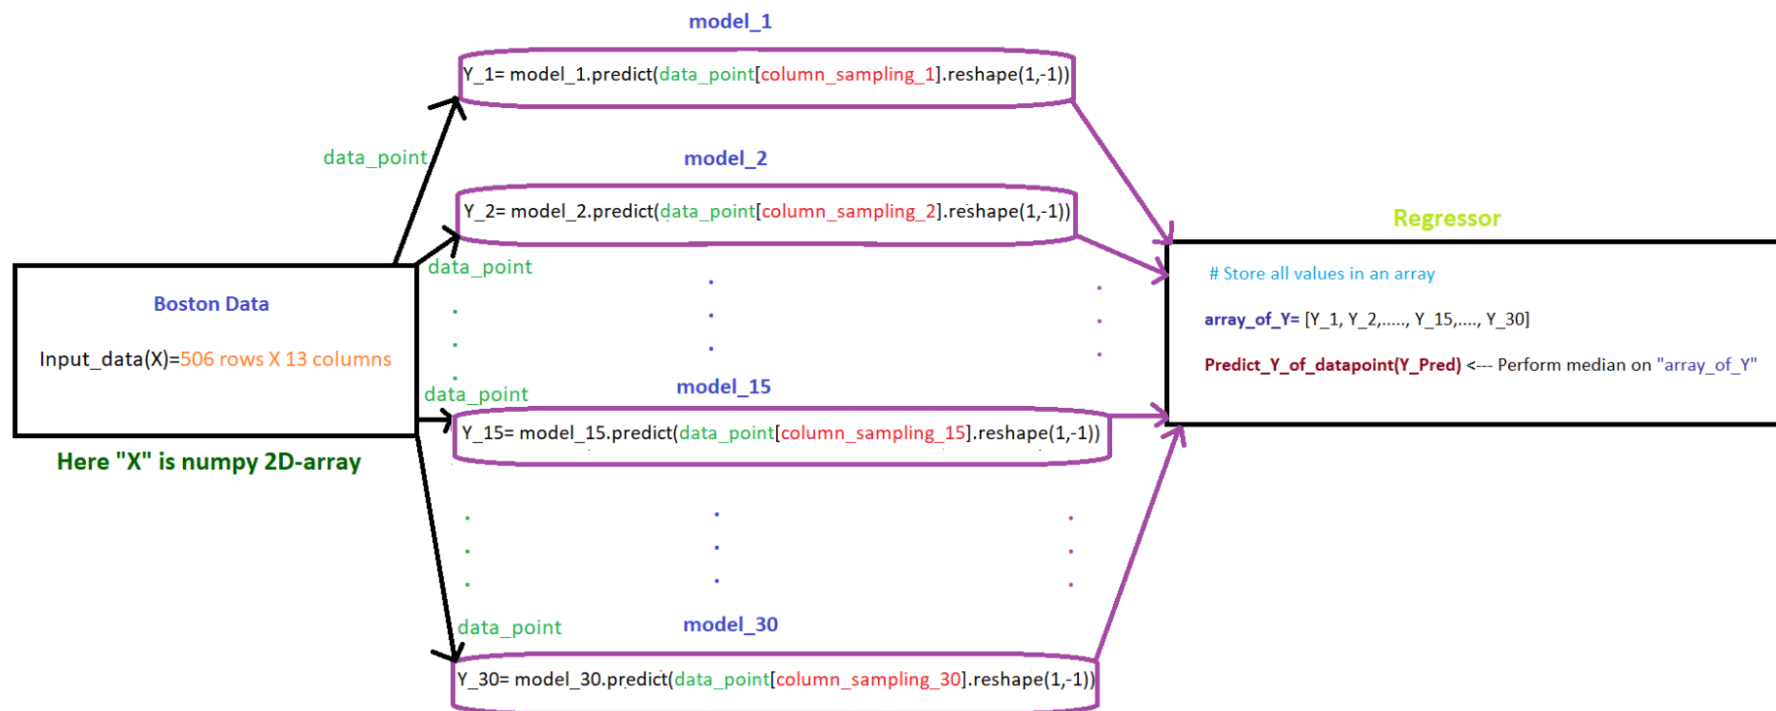 model_1
Y_1= model_1.predict(data_point[column_sampling_1].reshape(1,-1))
data_point
model_2
Y_2= model_2.predict(data_point[column_sampling_2].reshape(1,-1))
data_point
Boston Data
Input_data(X)=506 rows X 13 columns
Here "X" is numpy 2D-array
data_point
model_15
Y_15= model_15.predict(data_point[column_sampling_15].reshape(1,-1))
data_point
model_30
Y_30= model_30.predict(data_point[column_sampling_30].reshape(1,-1))
Regressor
# Store all values in an array
array_of_Y= [Y_1, Y_2,....., Y_15,...., Y_30]
Predict_Y_of_datapoint(Y_Pred) <--- Perform median on "array_of_Y"